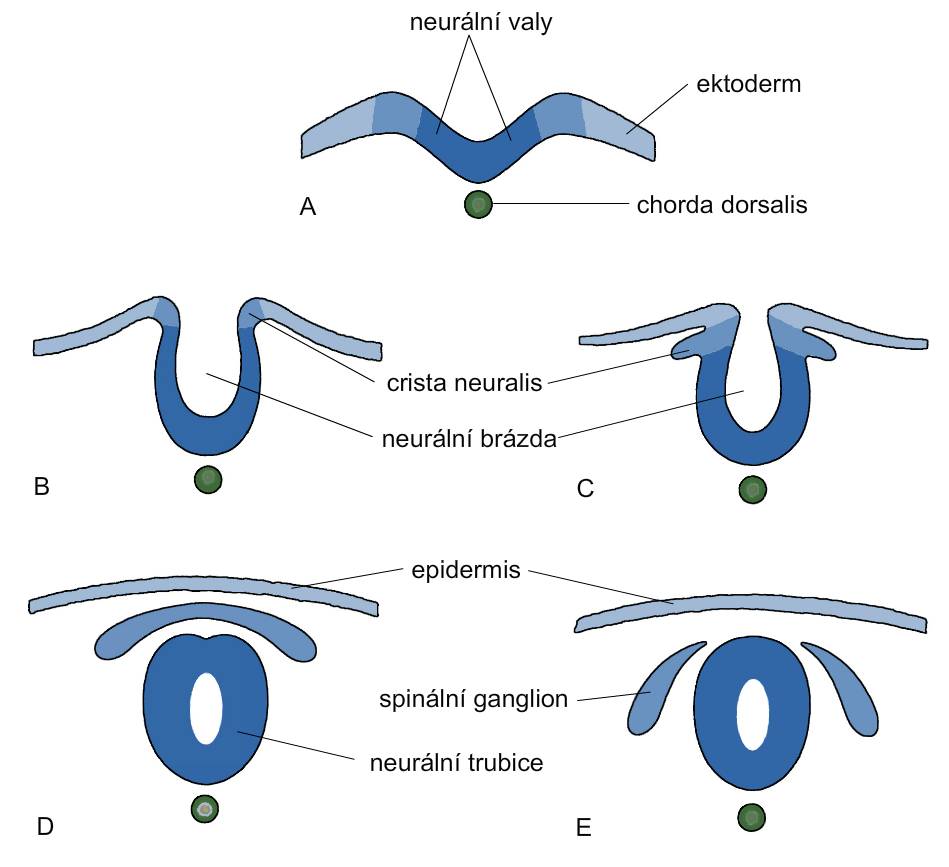 neurální valy
ektoderm
A
chorda dorsalis
crista neuralis
neurální brázda
B
C
epidermis
spinální ganglion
neurální trubice
D
E